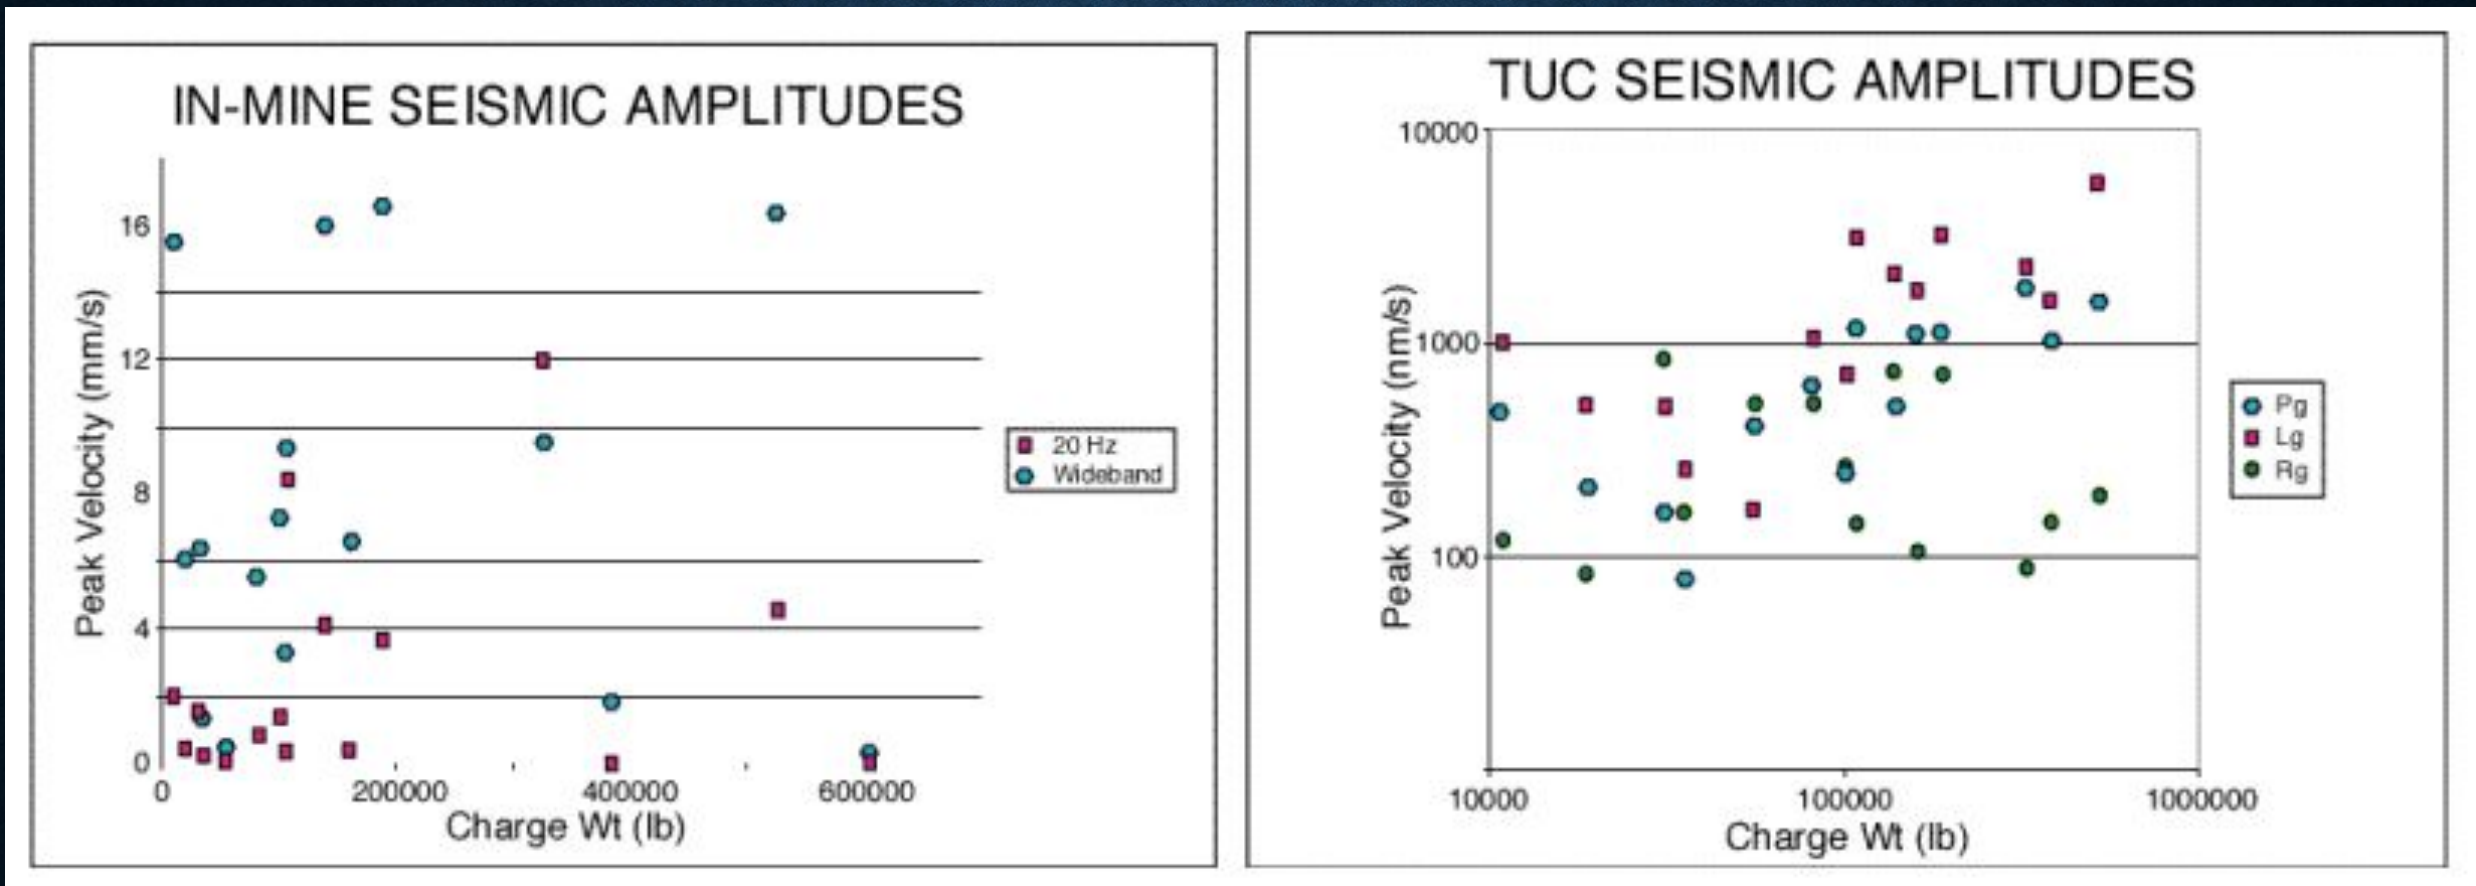 IN-MINE SEISMIC AMPLITUDES
16
12
8
4
0
Peak Velocity (mm/s)
0 200000 400000 600000
Charge Wt (lb)
20 Hz
Wideband
TUC SEISMIC AMPLITUDES
10000
1000
100
Peak Velocity (nm/s)
10000 100000 1000000
Charge Wt (lb)
Pg
Lg
Rg